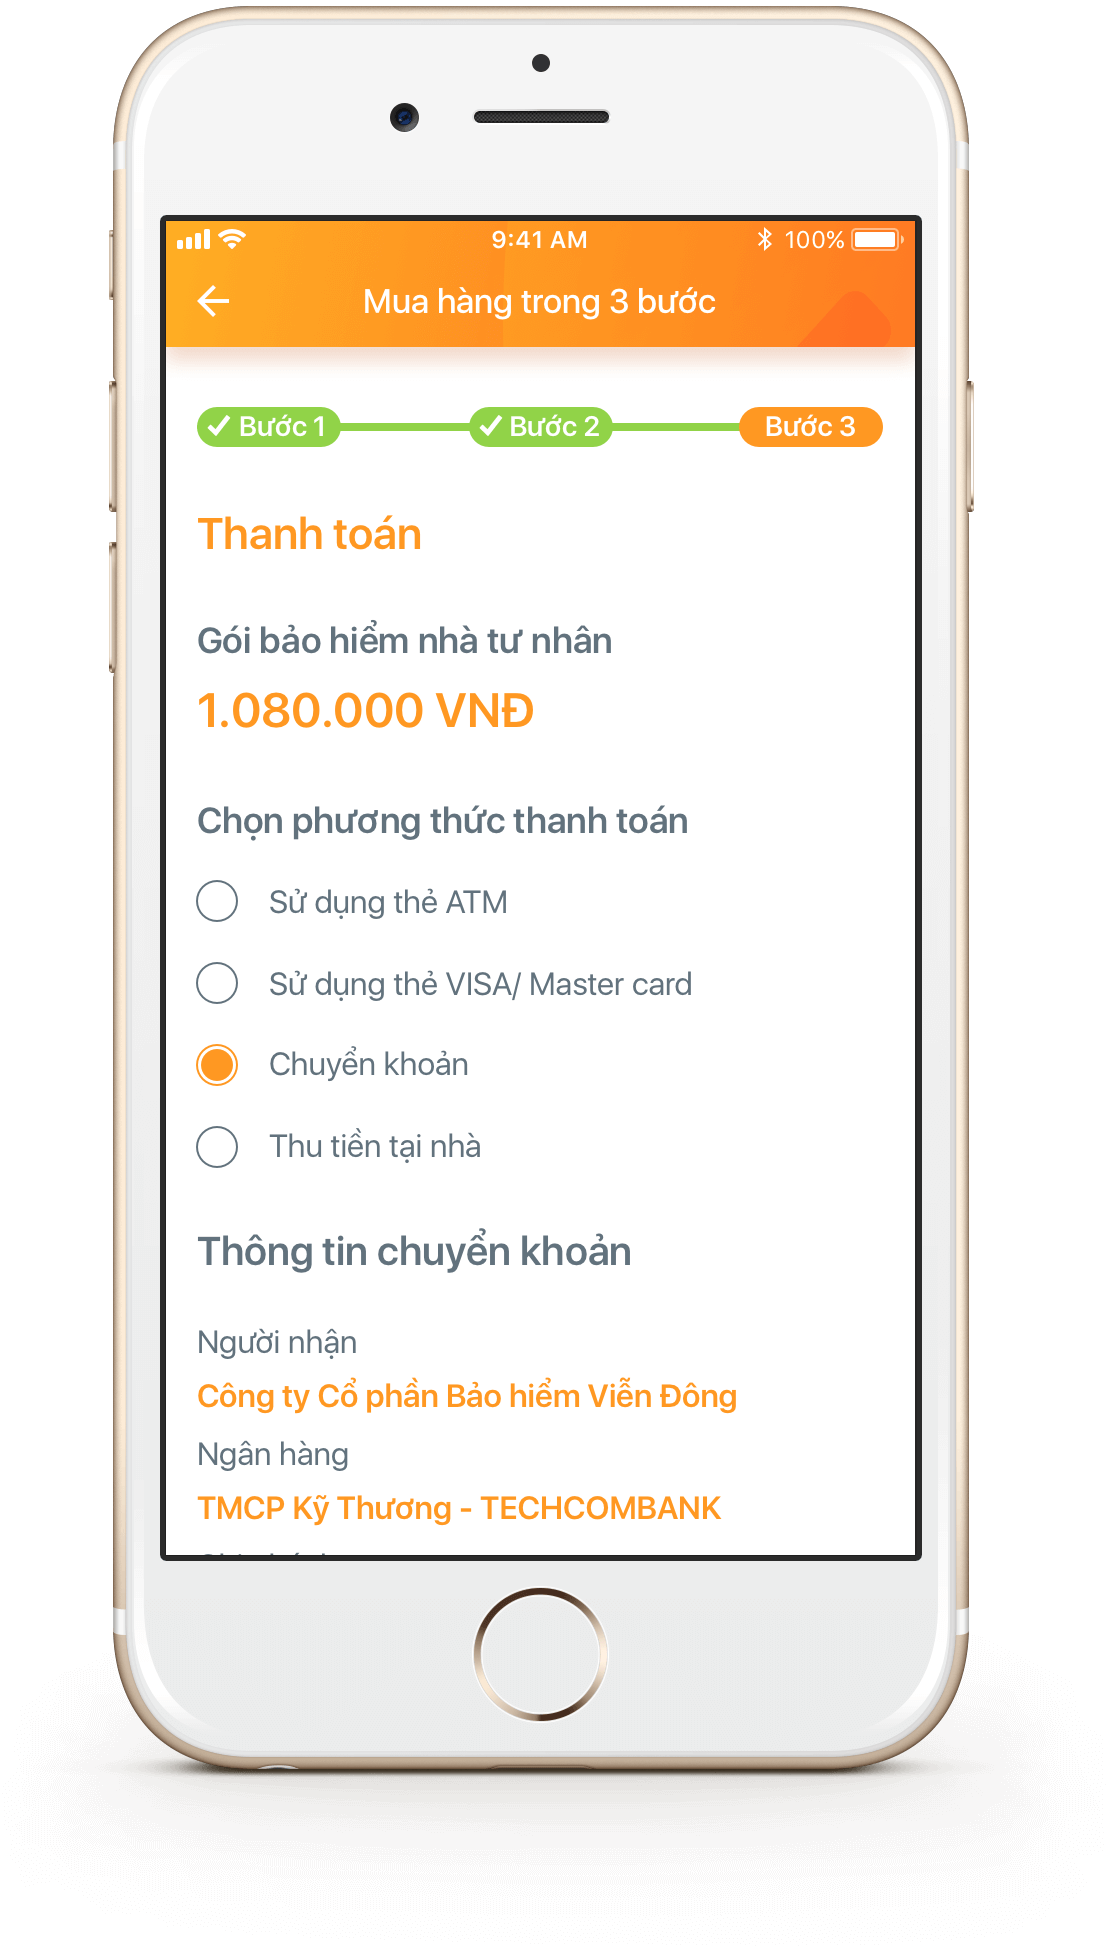 9:41 AM 100%
Mua hàng trong 3 bước
Bước 1 Bước 2 Bước 3
Thanh toán
Gói bảo hiểm nhà tư nhân
1.080.000 VNĐ
Chọn phương thức thanh toán
Sử dụng thẻ ATM
Sử dụng thẻ VISA/ Master card
Chuyển khoản
Thu tiền tại nhà
Thông tin chuyển khoản
Người nhận
Công ty Cổ phần Bảo hiểm Viễn Đông
Ngân hàng
TMCP Kỹ Thương - TECHCOMBANK